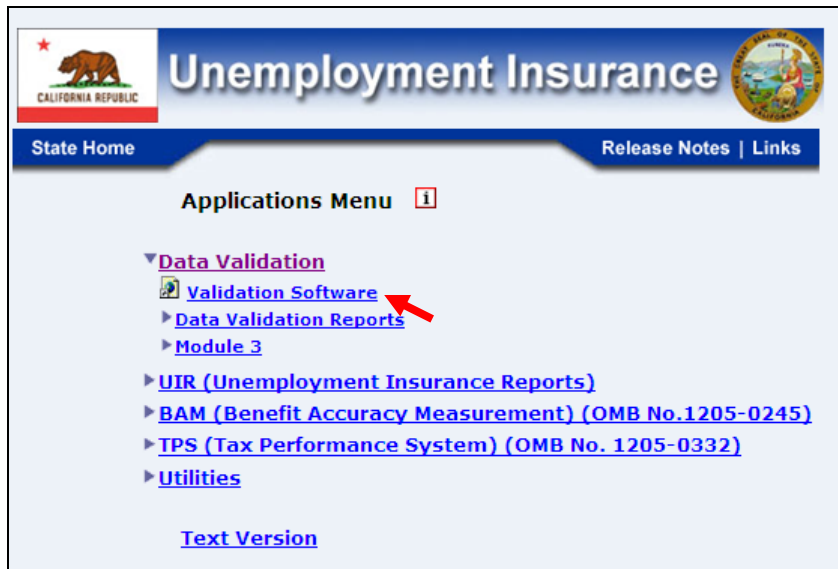 CALIFORNIA REPUBLIC
Unemployment Insurance
State Home
Release Notes | Links
Applications Menu i
Data Validation
Validation Software
Data Validation Reports
Module 3
UIR (Unemployment Insurance Reports)
BAM (Benefit Accuracy Measurement) (OMB No.1205-0245)
TPS (Tax Performance System) (OMB No. 1205-0332)
Utilities
Text Version